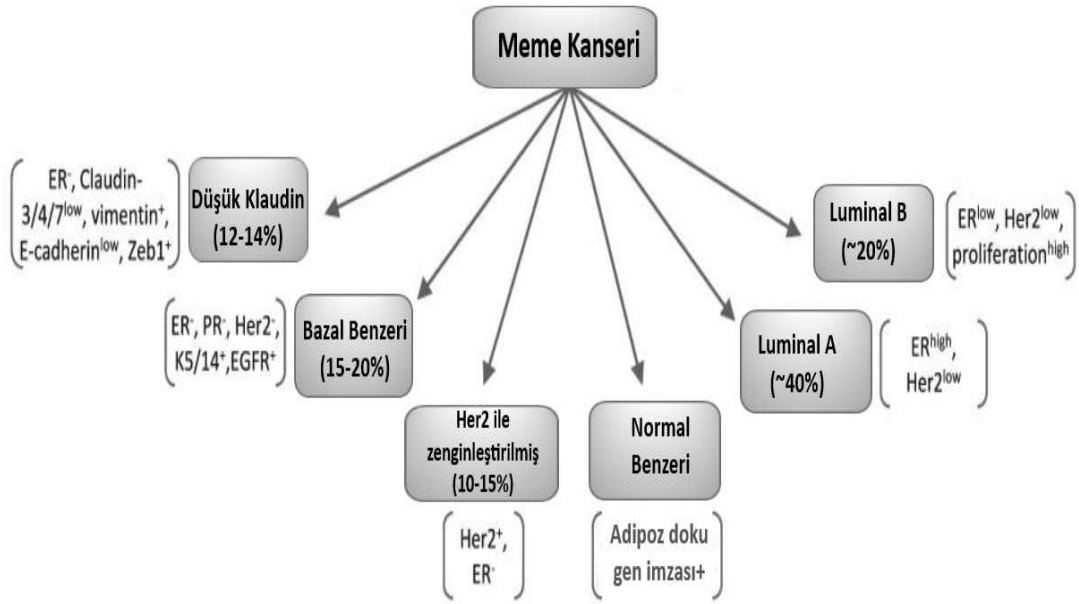 Meme Kanseri
ER⁻, Claudin-
3/4/7ˡᵒʷ, vimentin⁺,
E-cadherinˡᵒʷ, Zeb1⁺
Düşük Klaudin
(12-14%)
Luminal B
(~20%)
ERˡᵒʷ, Her2ˡᵒʷ,
proliferationʰⁱᵍʰ
ER⁻, PR⁻, Her2⁻,
K5/14⁺,EGFR⁺
Bazal Benzeri
(15-20%)
Luminal A
(~40%)
ERʰⁱᵍʰ,
Her2ˡᵒʷ
Her2 ile
zenginleştirilmiş
(10-15%)
Her2⁺,
ER⁻
Normal
Benzeri
Adipoz doku
gen imzası+